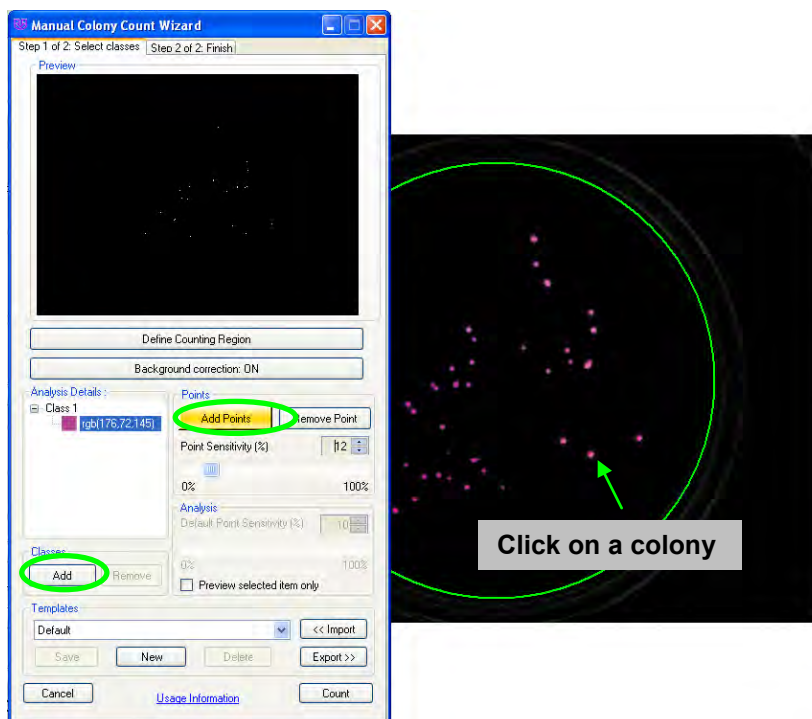 Manual Colony Count Wizard
Step 1 of 2: Select classes Step 2 of 2: Finish
Preview
Define Counting Region
Background correction: ON
Analysis Details :
Class 1
rgb(176,72,145)
Points
Add Points
Remove Point
Point Sensitivity (%) 12
0% 100%
Analysis
Default Point Sensitivity (%) 10
0% 100%
Preview selected item only
Classes
Add Remove
Click on a colony
Templates
Default << Import
Save New Delete Export >>
Cancel Usage Information Count